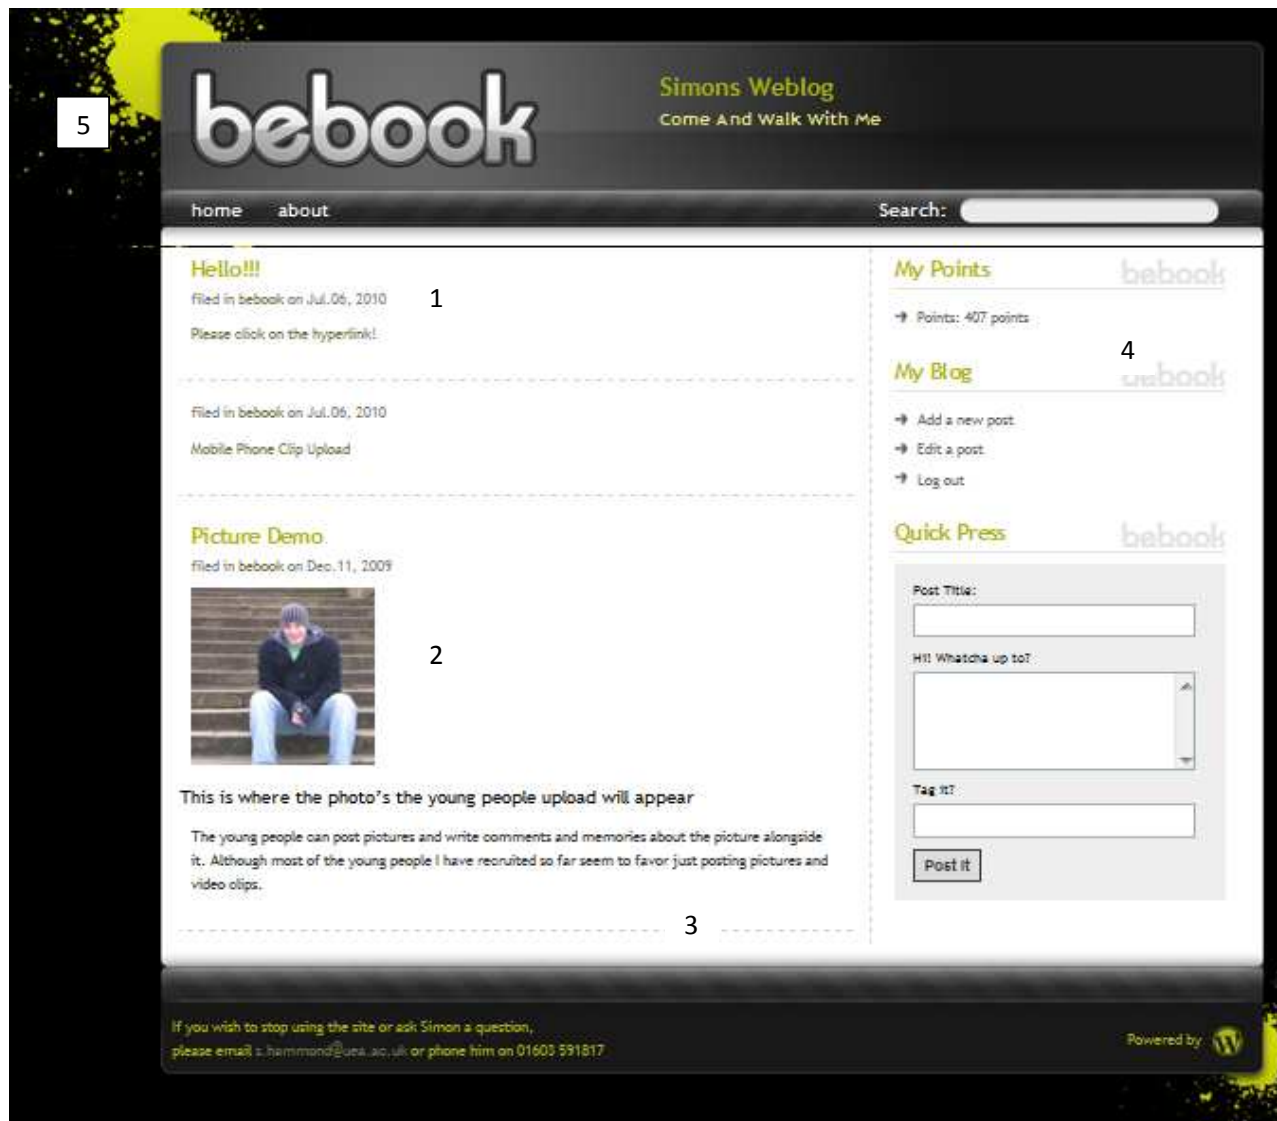 5
bebook
Simons Weblog
Come And Walk With Me
home about
Search:
Hello!!!
filed in bebook on Jul.06, 2010
1
Please click on the hyperlink!
filed in bebook on Jul.06, 2010
Mobile Phone Clip Upload
Picture Demo
filed in bebook on Dec.11, 2009
2
This is where the photo's the young people upload will appear
The young people can post pictures and write comments and memories about the picture alongside
it. Although most of the young people I have recruited so far seem to favor just posting pictures and
video clips.
3
My Points
bebook
Points: 407 points
4
My Blog
bebook
Add a new post
Edit a post
Log out
Quick Press
bebook
Post Title:
Hi! Whatcha up to?
Tag it?
Post It
If you wish to stop using the site or ask Simon a question,
please email s.hammond@uea.ac.uk or phone him on 01603 591817
Powered by